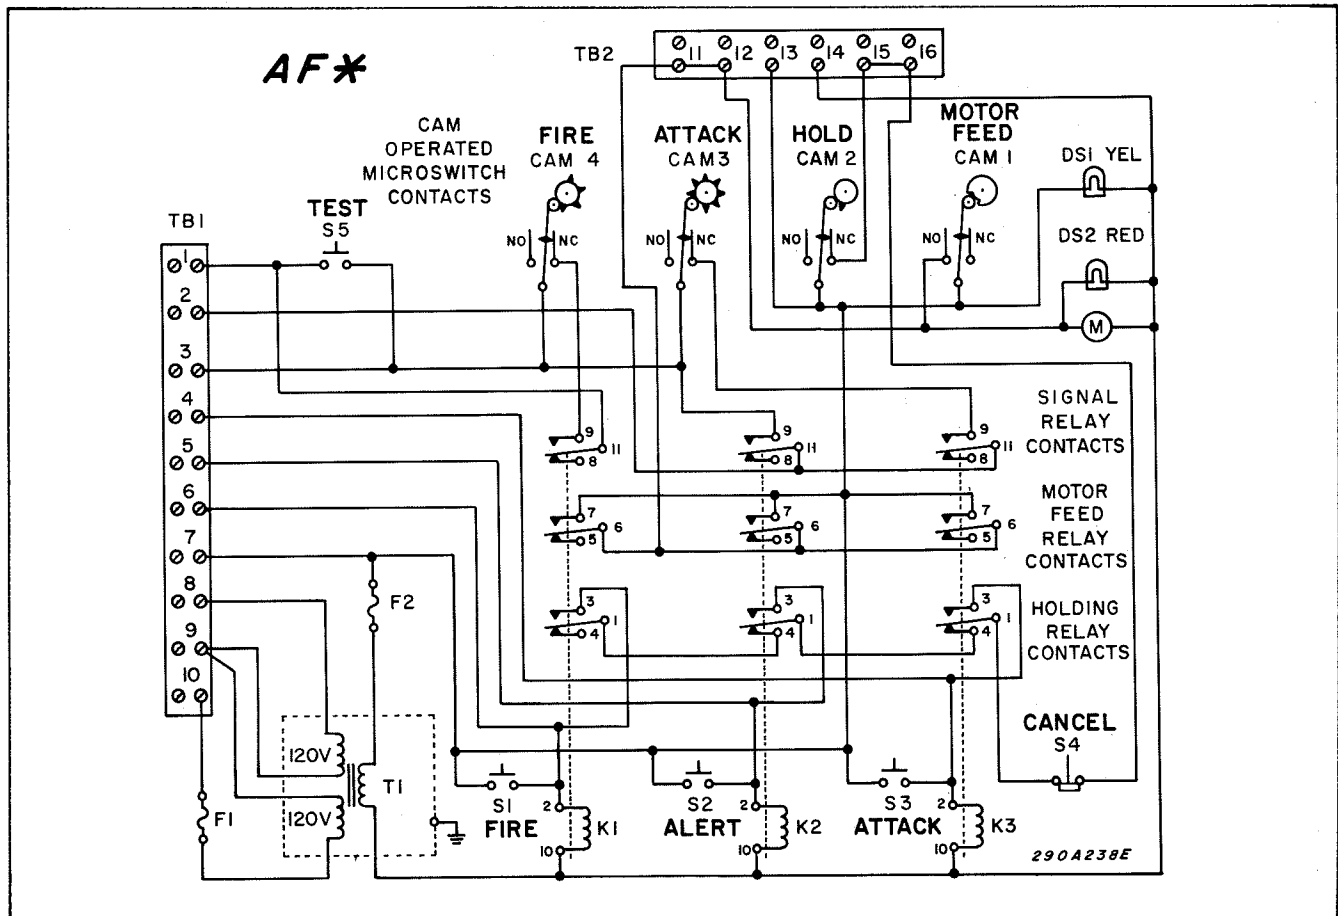 AF*
TB2
11 12 13 14 15 16
CAM
OPERATED
MICROSWITCH
CONTACTS
FIRE
CAM 4
ATTACK
CAM 3
HOLD
CAM 2
MOTOR
FEED
CAM 1
DS1 YEL
DS2 RED
M
NO NC
NO NC
NO NC
NO NC
TEST
S5
TB1
1
2
3
4
5
6
7
8
9
10
SIGNAL
RELAY
CONTACTS
9
11
8
9
11
8
9
11
8
MOTOR
FEED
RELAY
CONTACTS
7
6
5
7
6
5
7
6
5
HOLDING
RELAY
CONTACTS
3
1
4
3
1
4
3
1
4
F2
F1
120V
120V
T1
S1
FIRE
2
10
K1
S2
ALERT
2
10
K2
S3
ATTACK
2
10
K3
CANCEL
S4
290A238E